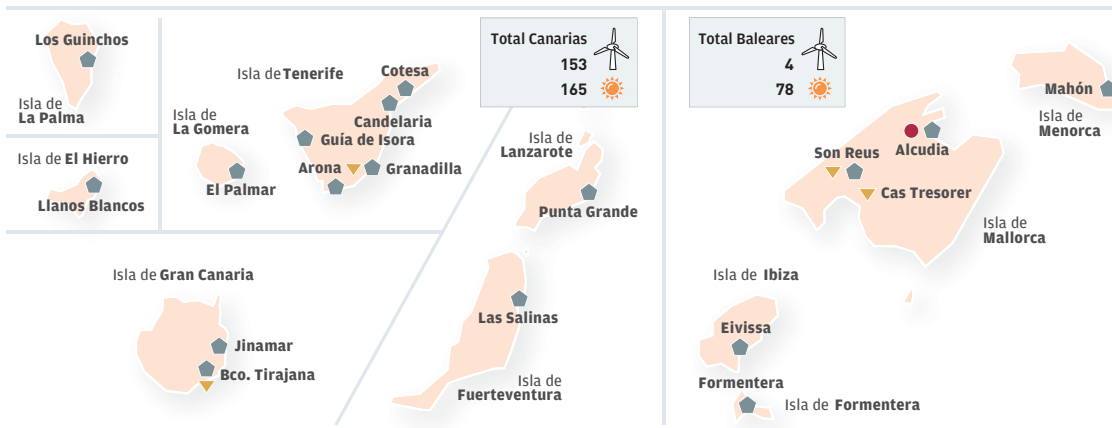 Los Guinchos
Isla de
La Palma
Isla de El Hierro
Llanos Blancos
Isla de Tenerife
Cotesa
Candelaria
Isla de
La Gomera
Guía de Isora
Arona
Granadilla
El Palmar
Total Canarias
153
165
Isla de
Lanzarote
Punta Grande
Isla de Gran Canaria
Jinamar
Bco. Tirajana
Las Salinas
Isla de
Fuerteventura
Total Baleares
4
78
Mahón
Isla de
Menorca
Alcudia
Son Reus
Cas Tresorer
Isla de
Mallorca
Isla de Ibiza
Eivissa
Formentera
Isla de Formentera